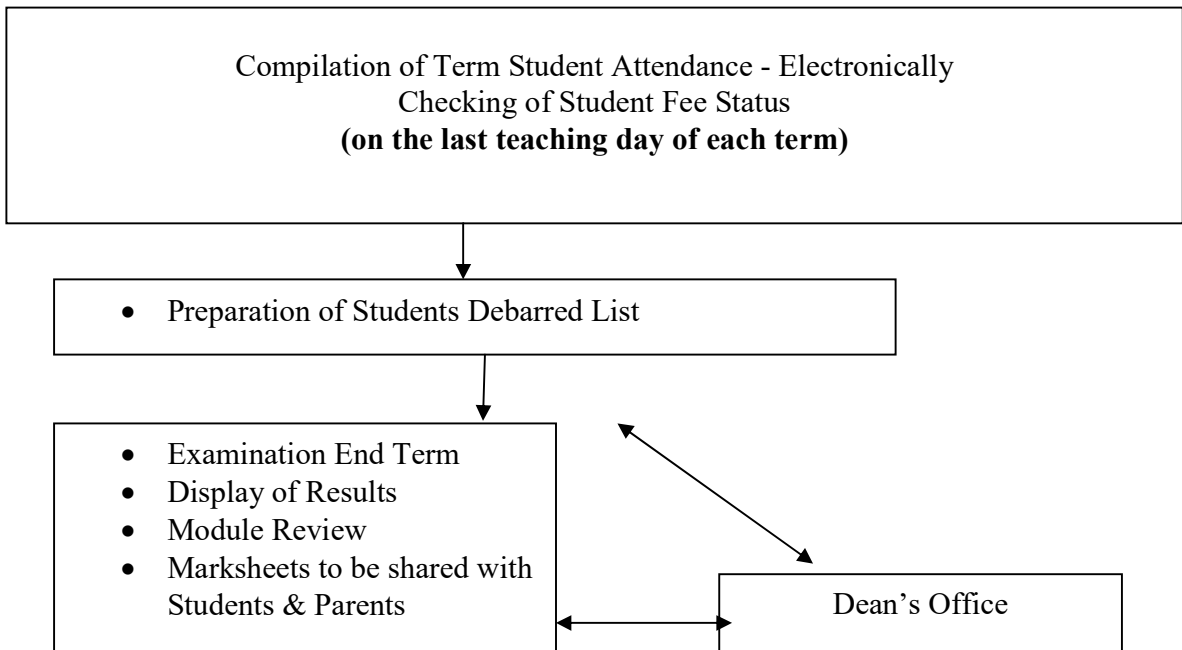 Compilation of Term Student Attendance - Electronically
Checking of Student Fee Status
(on the last teaching day of each term)
• Preparation of Students Debarred List
• Examination End Term
• Display of Results
• Module Review
• Marksheets to be shared with
Students & Parents
Dean’s Office